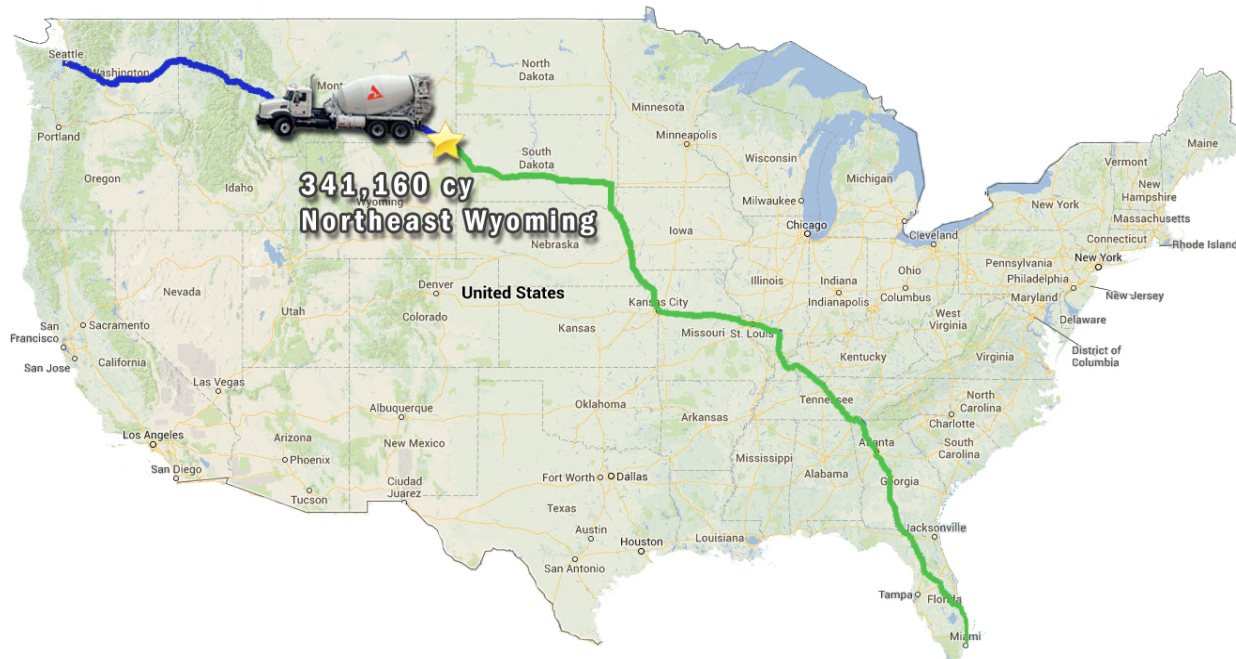 Seattle
Washington
Mont
North
Dakota
Minnesota
Minneapolis
Portland
Oregon
Idaho
Wyoming
South
Dakota
Wisconsin
Michigan
Milwaukee
Chicago
Maine
Vermont
New
Hampshire
New York
Massachusetts
Connecticut
Rhode Island
341,160 cy
Northeast Wyoming
Nebraska
Iowa
Cleveland
Pennsylvania
New York
Philadelphia
New Jersey
Maryland
Delaware
District of
Columbia
Illinois
Indiana
Indianapolis
Ohio
Columbus
West
Virginia
Virginia
Nevada
Utah
Denver
Colorado
United States
Kansas City
Kansas
Missouri
St. Louis
Kentucky
San
Francisco
Sacramento
San Jose
California
Las Vegas
Los Angeles
San Diego
Arizona
Phoenix
Tucson
Albuquerque
New Mexico
Ciudad
Juarez
Oklahoma
Arkansas
Tennessee
North
Carolina
Charlotte
South
Carolina
Mississippi
Alabama
Atlanta
Georgia
Fort Worth
Dallas
Texas
Austin
San Antonio
Houston
Louisiana
Jacksonville
Tampa
Florida
Miami